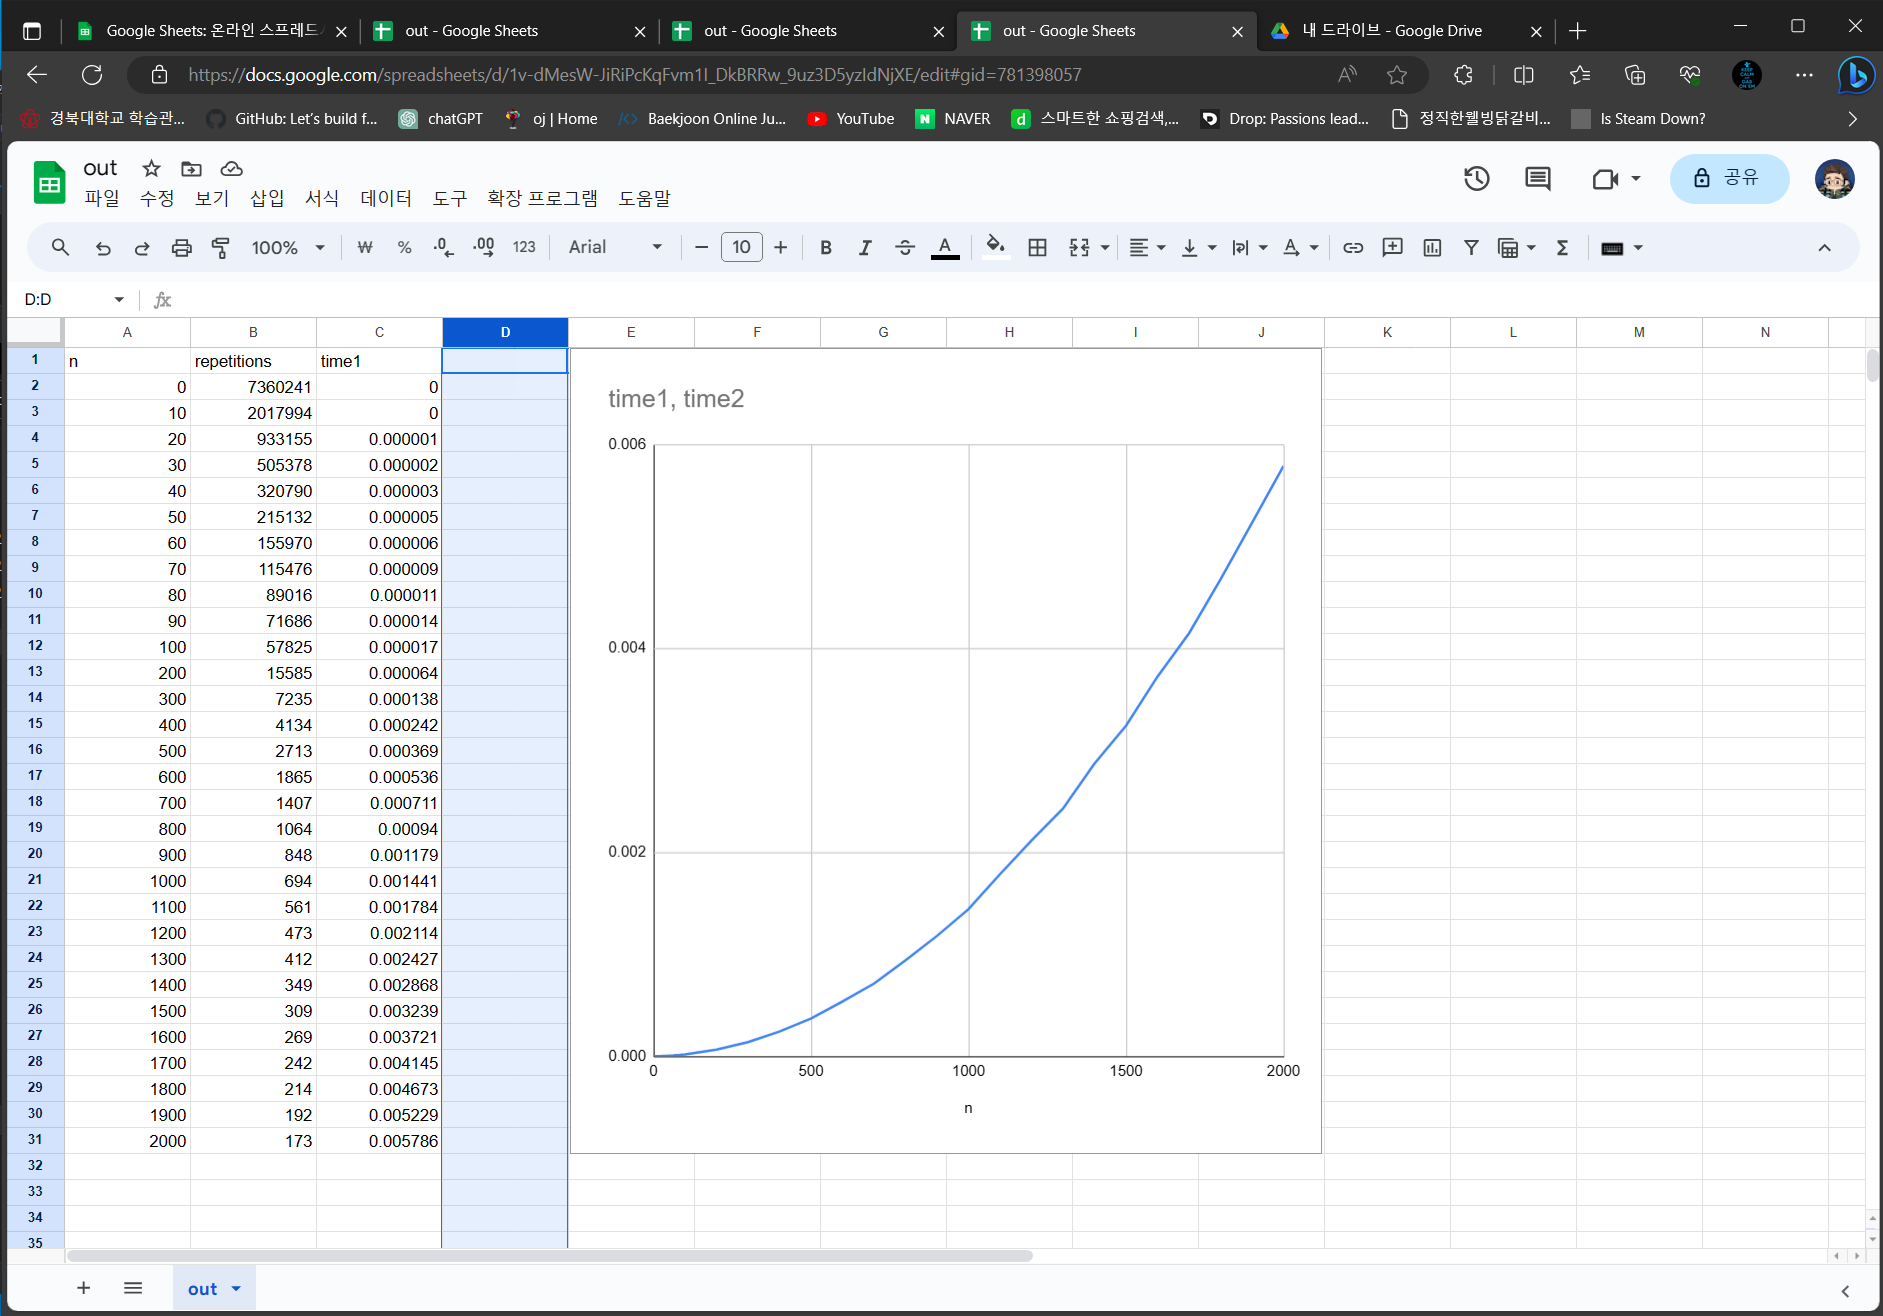 Google Sheets: 온라인 스프레드
out - Google Sheets
out - Google Sheets
out - Google Sheets
내 드라이브 - Google Drive
https://docs.google.com/spreadsheets/d/1v-dMesW-JiRiPcKqFvm1I_DkBRRw_9uz3D5yzIdNjXE/edit#gid=781398057
경북대학교 학습관...
GitHub: Let's build f...
chatGPT
oj | Home
Baekjoon Online Ju...
YouTube
NAVER
스마트한 쇼핑검색,...
Drop: Passions lead...
정직한웰빙닭갈비...
Is Steam Down?
out
파일 수정 보기 삽입 서식 데이터 도구 확장 프로그램 도움말
공유
100% ₩ % .0 .00 123 Arial 10 B I A A Σ
D:D fx
A B C D E F G H I J K L M N
1 n repetitions time1
2 0 7360241 0
3 10 2017994 0
4 20 933155 0.000001
5 30 505378 0.000002
6 40 320790 0.000003
7 50 215132 0.000005
8 60 155970 0.000006
9 70 115476 0.000009
10 80 89016 0.000011
11 90 71686 0.000014
12 100 57825 0.000017
13 200 15585 0.000064
14 300 7235 0.000138
15 400 4134 0.000242
16 500 2713 0.000369
17 600 1865 0.000536
18 700 1407 0.000711
19 800 1064 0.00094
20 900 848 0.001179
21 1000 694 0.001441
22 1100 561 0.001784
23 1200 473 0.002114
24 1300 412 0.002427
25 1400 349 0.002868
26 1500 309 0.003239
27 1600 269 0.003721
28 1700 242 0.004145
29 1800 214 0.004673
30 1900 192 0.005229
31 2000 173 0.005786
32
33
34
35
time1, time2
0.006
0.004
0.002
0.000
0 500 1000 1500 2000
n
out